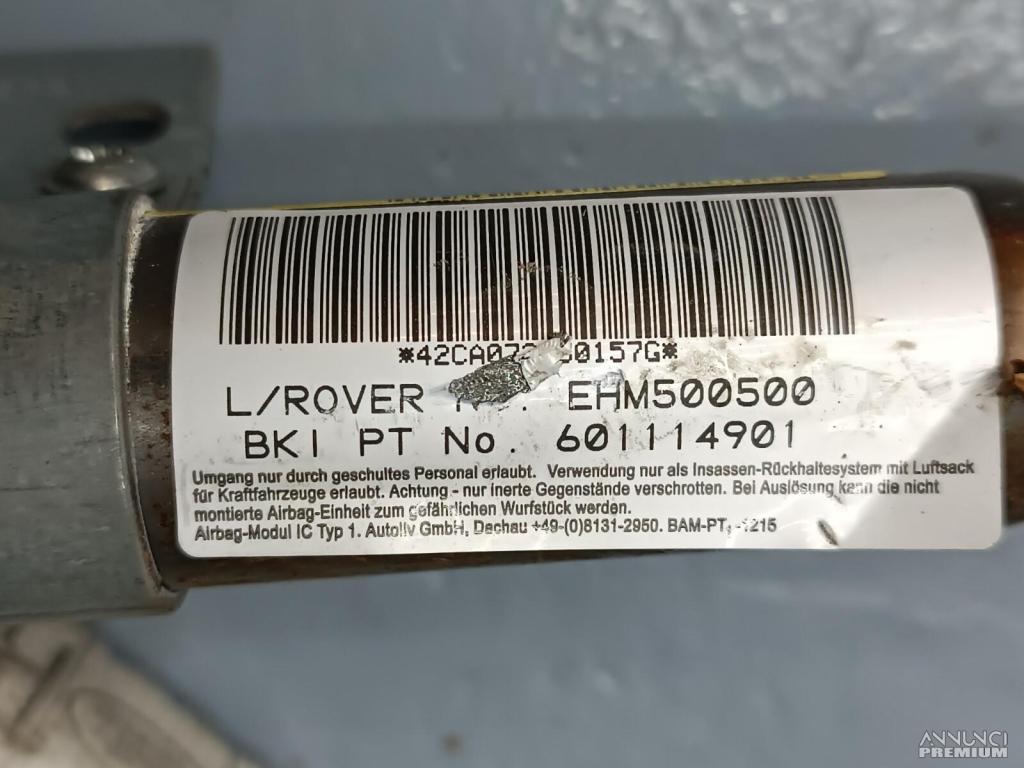 L/ROVER EHM500500
BKI PT No. 601114901
Umgang nur durch geschultes Personal erlaubt. Verwendung nur als Insassen-Rückhaltesystem mit Luftsack
für Kraftfahrzeuge erlaubt. Achtung - nur inerte Gegenstände verschrotten. Bei Auslösung kann die nicht
montierte Airbag-Einheit zum gefährlichen Wurfstück werden.
Airbag-Modul IC Typ 1. Autoliv GmbH, Dachau +49-(0)8131-2950.
ANNUNCI
PREMIUM